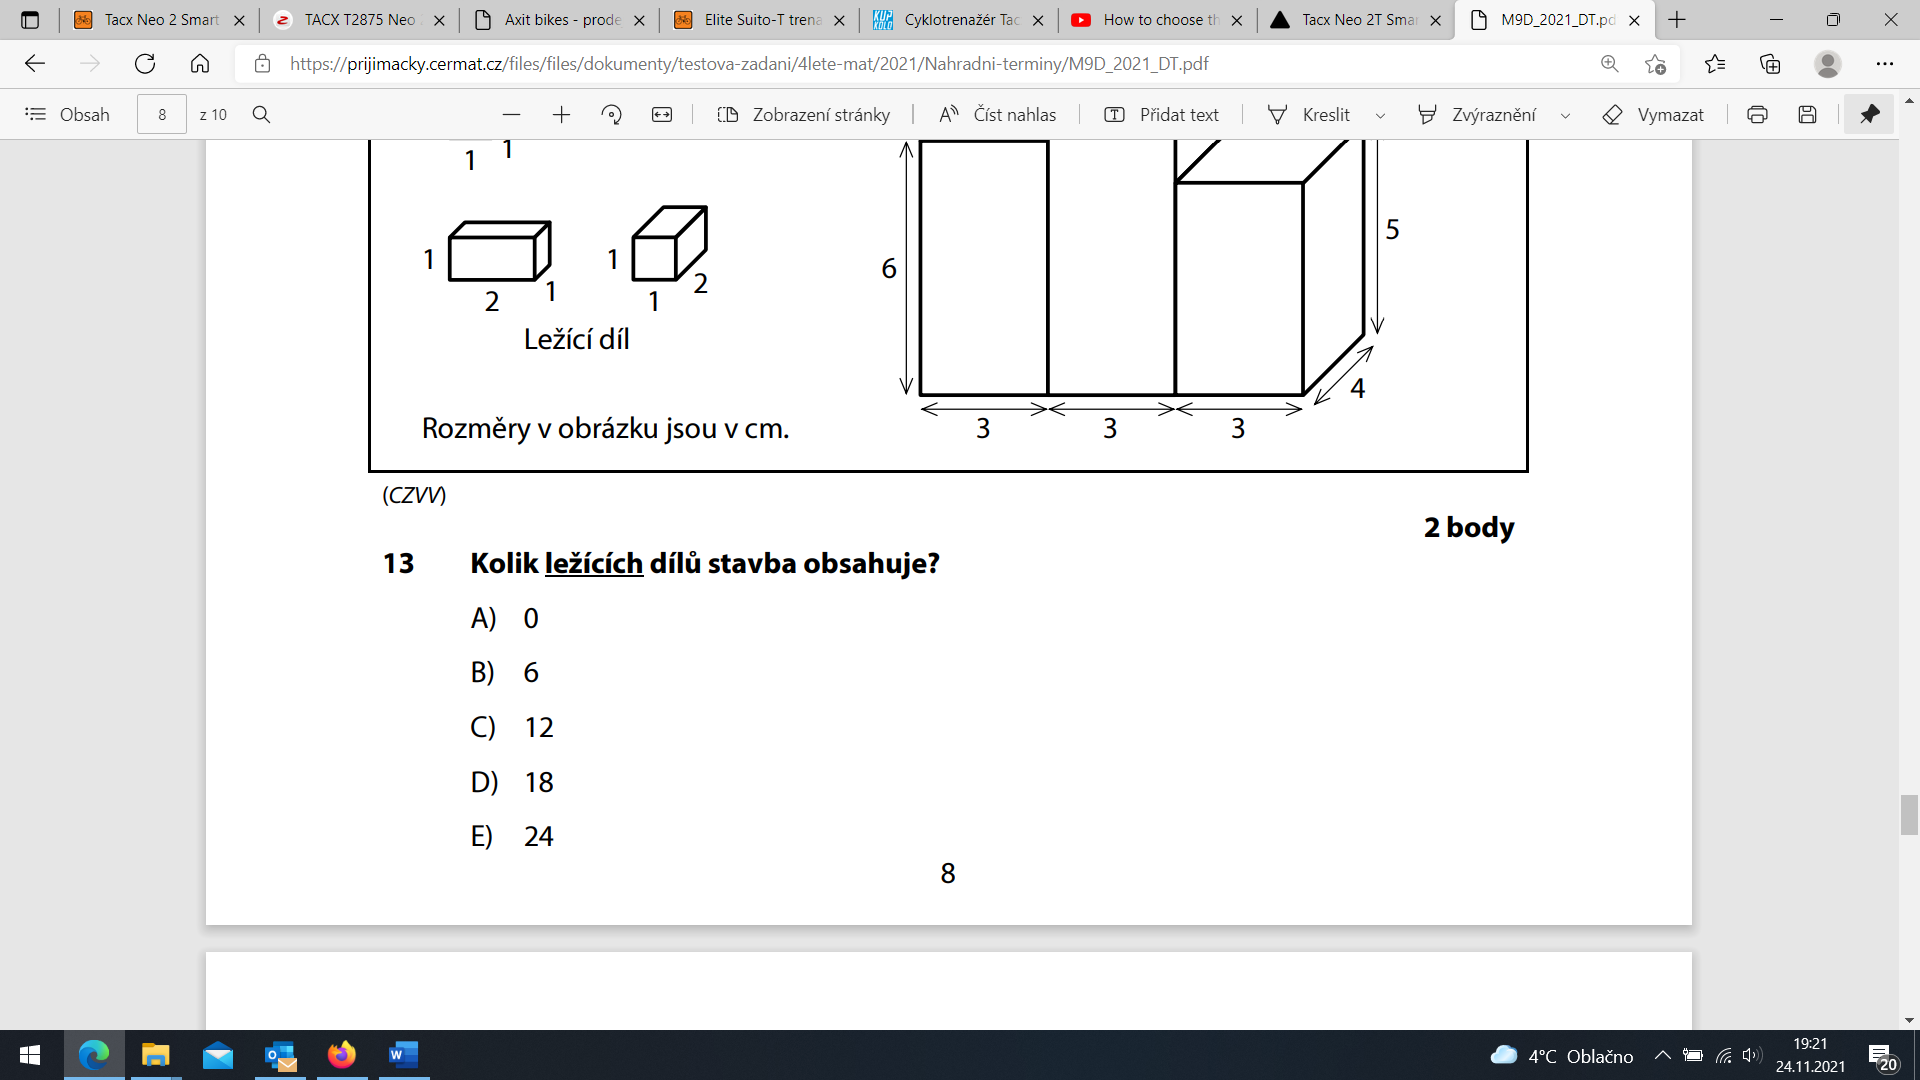 Tacx Neo 2 Smart
TACX T2875 Neo 2
Axit bikes - prode
Elite Suito-T trena
Cyklotrenažér Tac
How to choose th
Tacx Neo 2T Smar
M9D_2021_DT.pd
https://prijimacky.cermat.cz/files/files/dokumenty/testova-zadani/4lete-mat/2021/Nahradni-terminy/M9D_2021_DT.pdf
Obsah 8 z 10 Zobrazení stránky Číst nahlas Přidat text Kreslit Zvýraznění Vymazat
1 1
1 2 1
1 1 2
Ležící díl
6 5 4
3 3 3
Rozměry v obrázku jsou v cm.
(CZVV)
2 body
13 Kolik ležících dílů stavba obsahuje?
A) 0
B) 6
C) 12
D) 18
E) 24
8
4°C Oblačno
19:21
24.11.2021
20